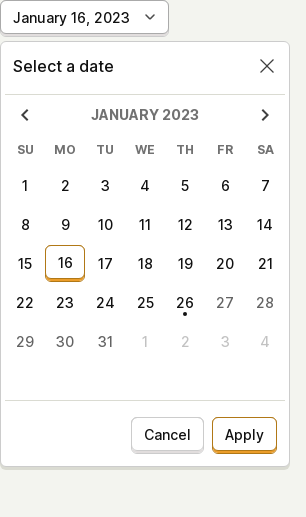 January 16, 2023
Select a date
JANUARY 2023
SU MO TU WE TH FR SA
1 2 3 4 5 6 7
8 9 10 11 12 13 14
15 16 17 18 19 20 21
22 23 24 25 26 27 28
29 30 31 1 2 3 4
Cancel Apply